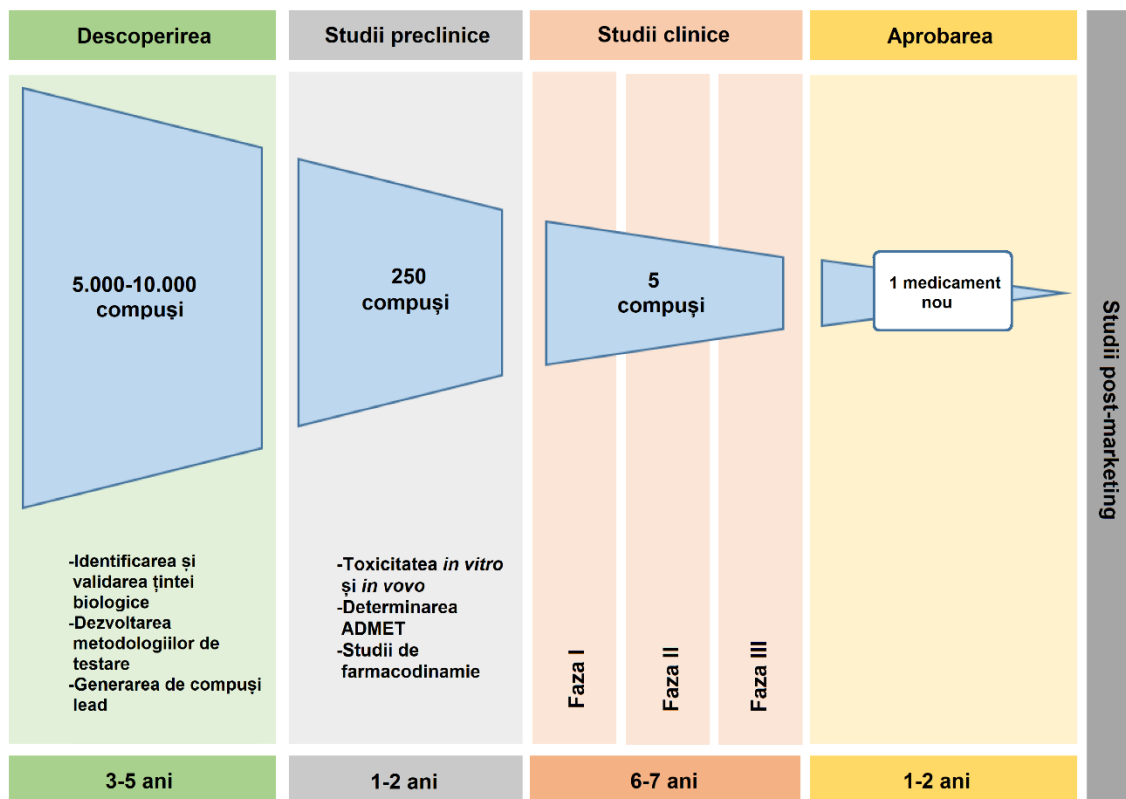 Descoperirea
Studii preclinice
Studii clinice
Aprobarea
5.000-10.000
compuși
250
compuși
5
compuși
1 medicament
nou
-Identificarea și
validarea țintei
biologice
-Dezvoltarea
metodologiilor de
testare
-Generarea de compuși
lead
-Toxicitatea in vitro
și in vovo
-Determinarea
ADMET
-Studii de
farmacodinamie
Faza I
Faza II
Faza III
3-5 ani
1-2 ani
6-7 ani
1-2 ani
Studii post-marketing